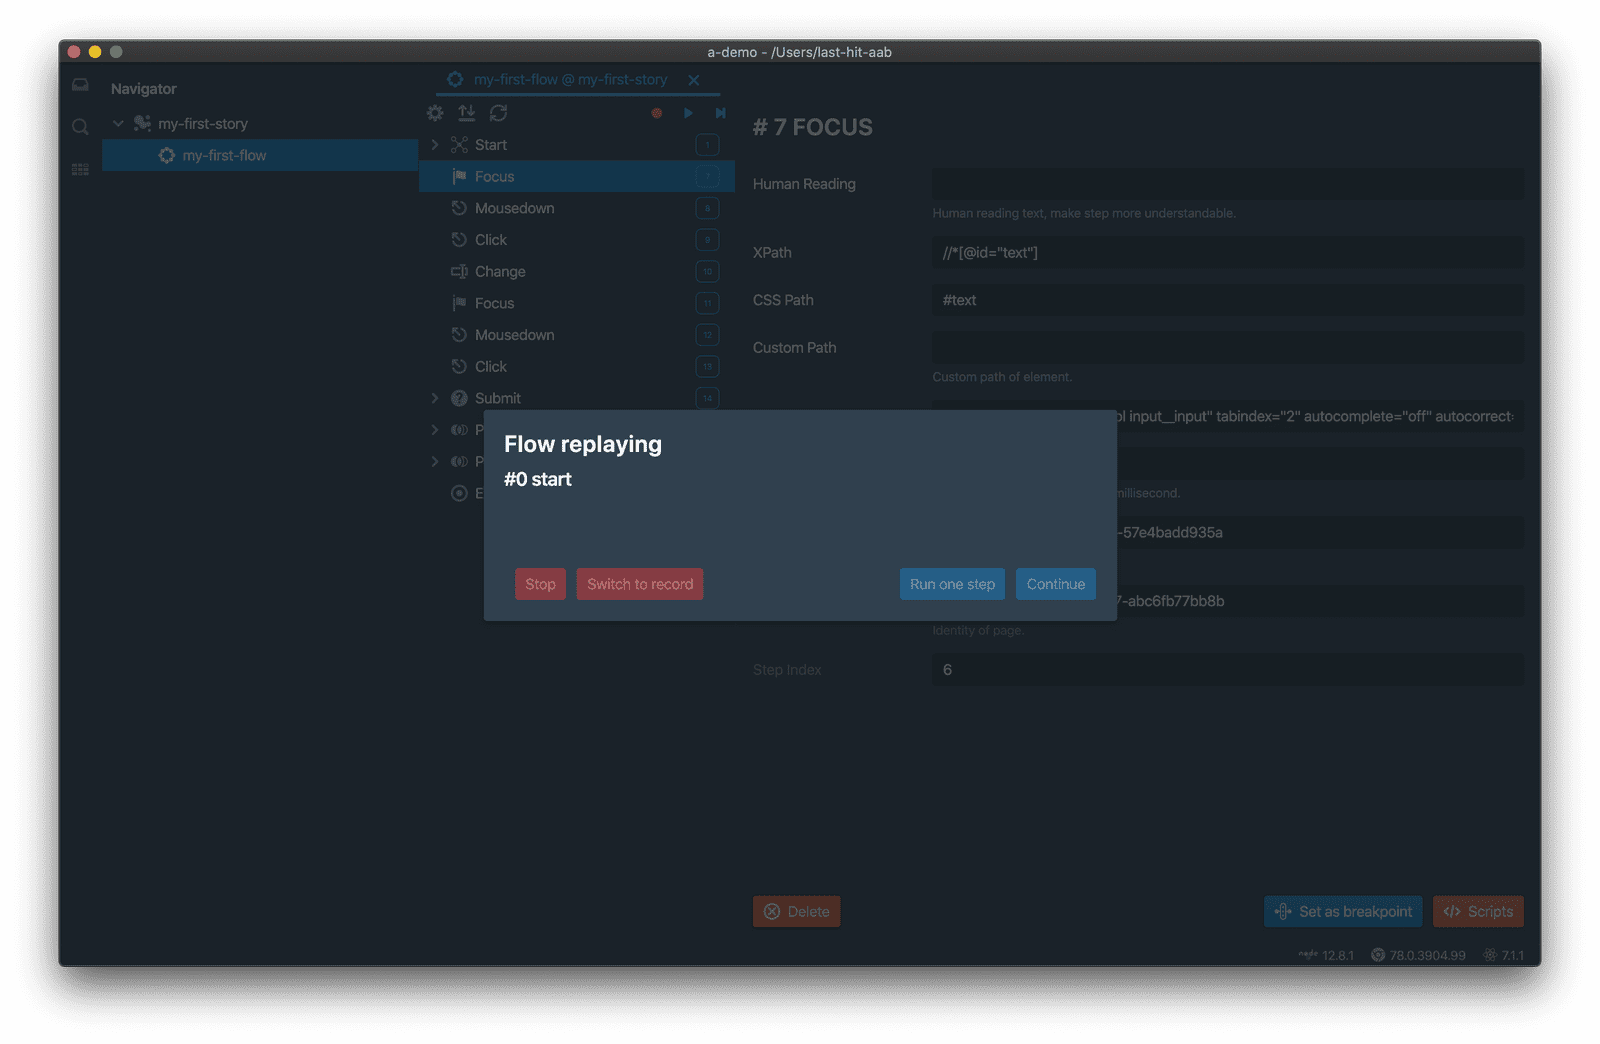 a-demo - /Users/last-hit-aab
Navigator
my-first-story
my-first-flow
my-first-flow @ my-first-story
Start 1
Focus 7
Mousedown 8
Click 9
Change 10
Focus 11
Mousedown 12
Click 13
Submit 14
P
P
E
# 7 FOCUS
Human Reading
Human reading text, make step more understandable.
XPath //*[@id="text"]
CSS Path #text
Custom Path
Custom path of element.
ol input__input" tabindex="2" autocomplete="off" autocorrect=
millisecond.
-57e4badd935a
7-abc6fb77bb8b
Identity of page.
Step Index 6
Flow replaying
#0 start
Stop Switch to record Run one step Continue
Delete Set as breakpoint </> Scripts
node 12.8.1 78.0.3904.99 7.1.1